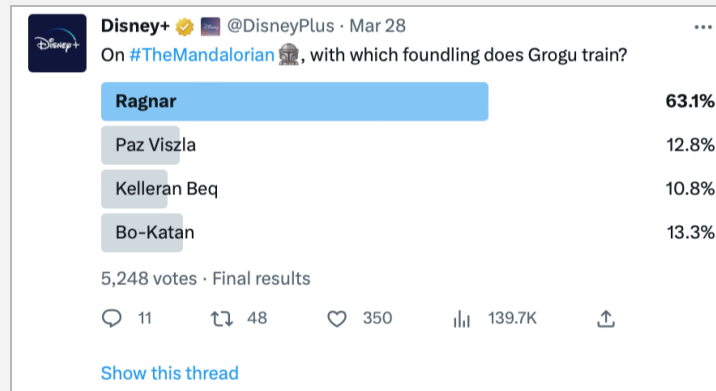 Disney+
Disney+ @DisneyPlus · Mar 28 ...
On #TheMandalorian, with which foundling does Grogu train?
Ragnar 63.1%
Paz Viszla 12.8%
Kelleran Beq 10.8%
Bo-Katan 13.3%
5,248 votes · Final results
11 48 350 139.7K
Show this thread